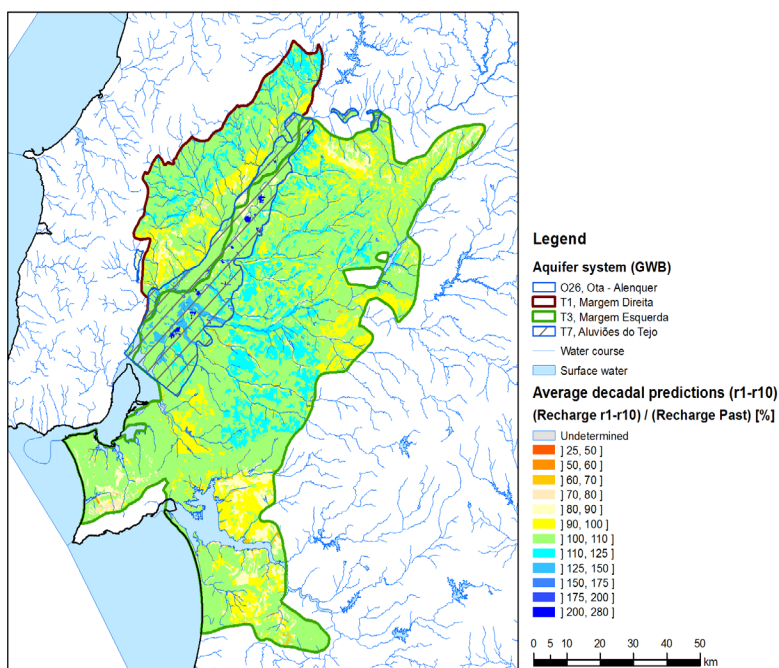 Legend
Aquifer system (GWB)
O26, Ota - Alenquer
T1, Margem Direita
T3, Margem Esquerda
T7, Aluviões do Tejo
Water course
Surface water
Average decadal predictions (r1-r10)
(Recharge r1-r10) / (Recharge Past) [%]
Undetermined
] 25, 50 ]
] 50, 60 ]
] 60, 70 ]
] 70, 80 ]
] 80, 90 ]
] 90, 100 ]
] 100, 110 ]
] 110, 125 ]
] 125, 150 ]
] 150, 175 ]
] 175, 200 ]
] 200, 280 ]
0 5 10 20 30 40 50
km